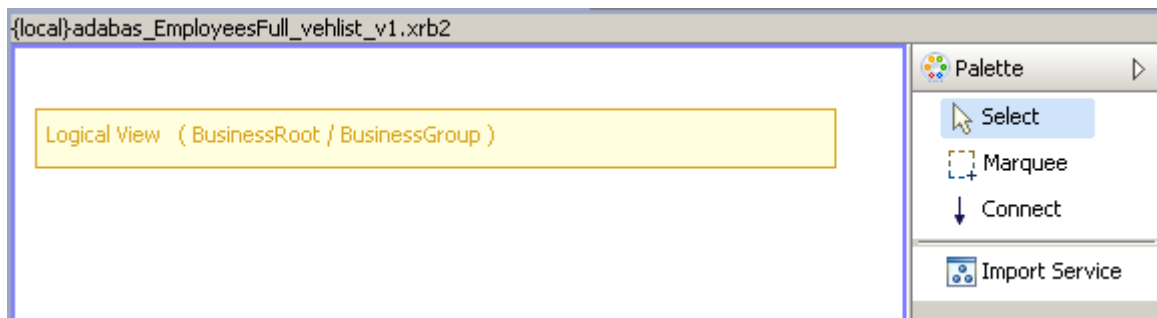 {local}adabas_EmployeesFull_vehlist_v1.xrb2
Logical View ( BusinessRoot / BusinessGroup )
Palette
Select
Marquee
Connect
Import Service